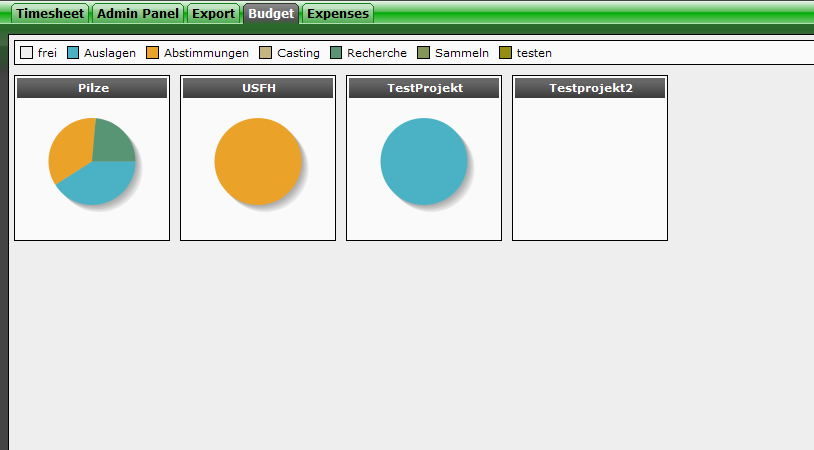 Timesheet Admin Panel Export Budget Expenses
frei Auslagen Abstimmungen Casting Recherche Sammeln testen
Pilze USFH TestProjekt Testprojekt2